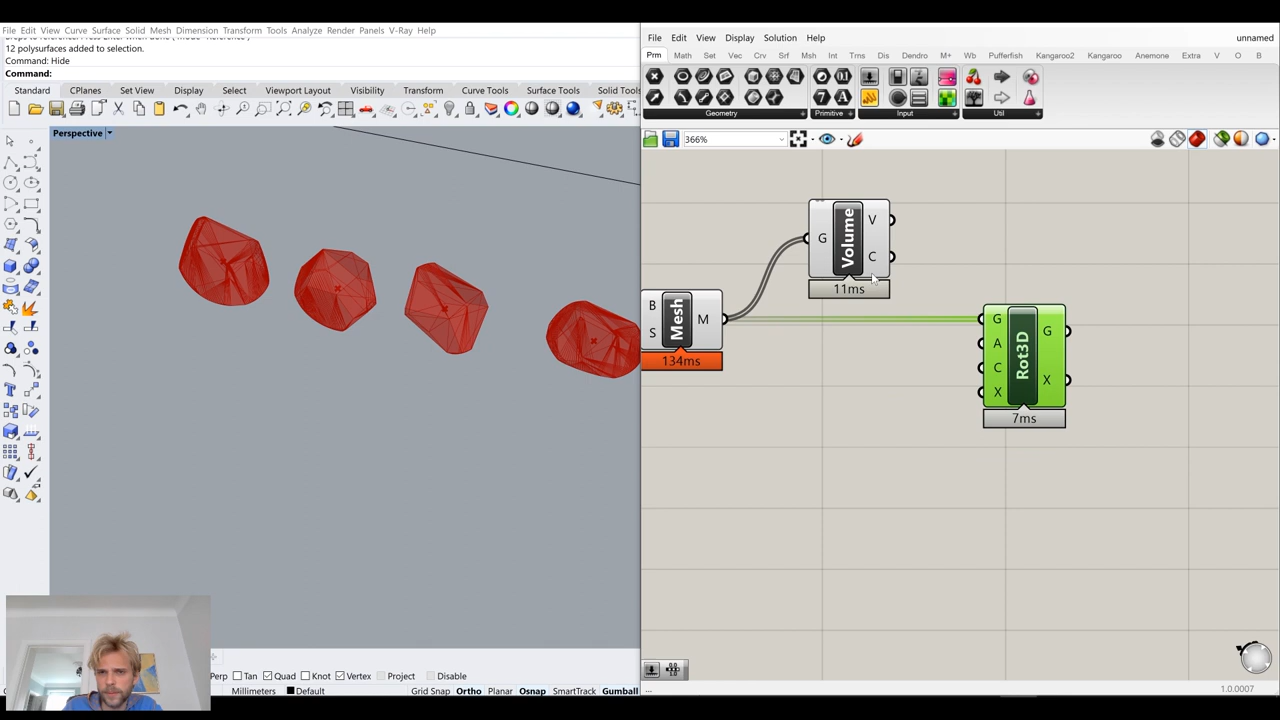 File Edit View Curve Surface Solid Mesh Dimension Transform Tools Analyze Render Panels V-Ray Help
12 polysurfaces added to selection.
Command: Hide
Command:
Standard CPlanes Set View Display Select Viewport Layout Visibility Transform Curve Tools Surface Tools Solid Tools
Perspective
Perp Tan Quad Knot Vertex Project Disable
Millimeters Default Grid Snap Ortho Planar Osnap SmartTrack Gumball
File Edit View Display Solution Help unnamed
Prm Math Set Vec Crv Srf Msh Int Trns Dis Dendro M+ Wb Pufferfish Kangaroo2 Kangaroo Anemone Extra V O B
Geometry Primitive Input Util
366%
G Volume V C
11ms
B S Mesh M
134ms
G A C X Rot3D G X
7ms
...
1.0.0007